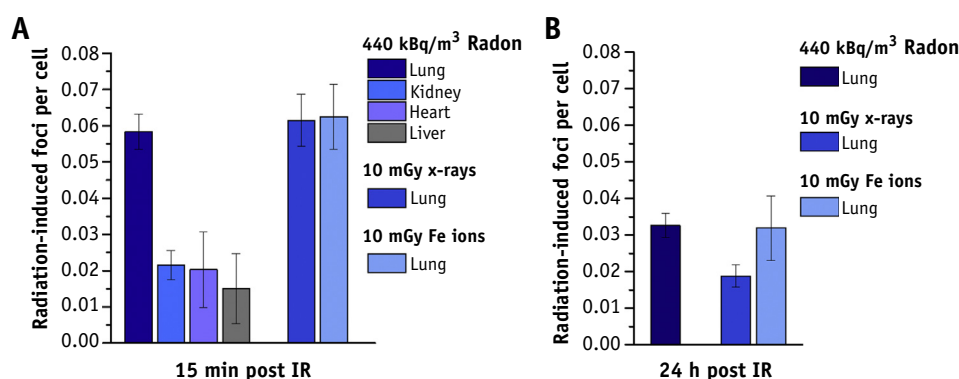 A
Radiation-induced foci per cell
0.08
0.07
0.06
0.05
0.04
0.03
0.02
0.01
0.00
15 min post IR
440 kBq/m³ Radon
Lung
Kidney
Heart
Liver
10 mGy x-rays
Lung
10 mGy Fe ions
Lung
B
Radiation-induced foci per cell
0.08
0.07
0.06
0.05
0.04
0.03
0.02
0.01
0.00
24 h post IR
440 kBq/m³ Radon
Lung
10 mGy x-rays
Lung
10 mGy Fe ions
Lung